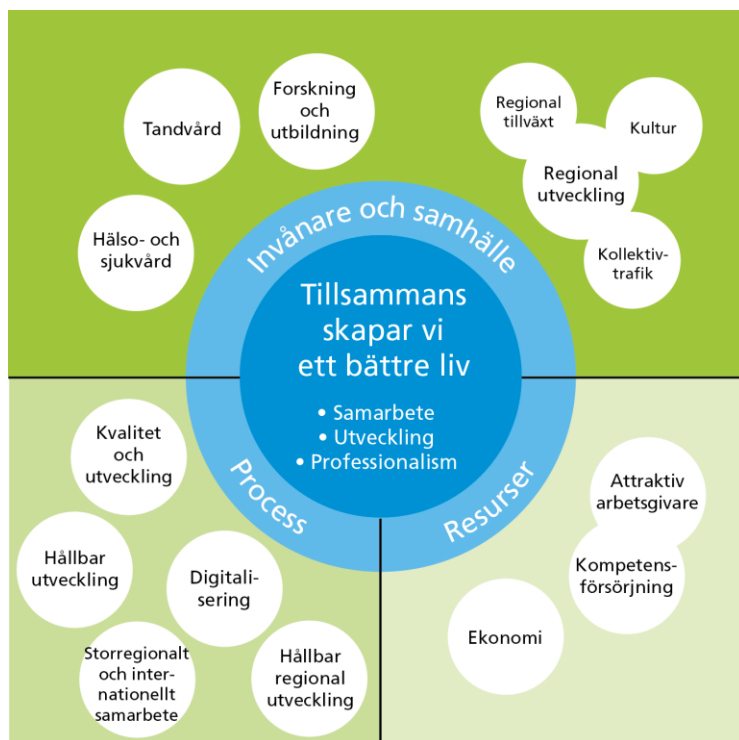 Forskning
och
utbildning
Tandvård
Hälso- och
sjukvård
Regional
tillväxt
Kultur
Regional
utveckling
Kollektiv-
trafik
Invånare och samhälle
Tillsammans
skapar vi
ett bättre liv
• Samarbete
• Utveckling
• Professionalism
Process
Resurser
Kvalitet
och
utveckling
Hållbar
utveckling
Digitali-
sering
Storregionalt
och inter-
nationellt
samarbete
Hållbar
regional
utveckling
Attraktiv
arbetsgivare
Kompetens-
försörjning
Ekonomi